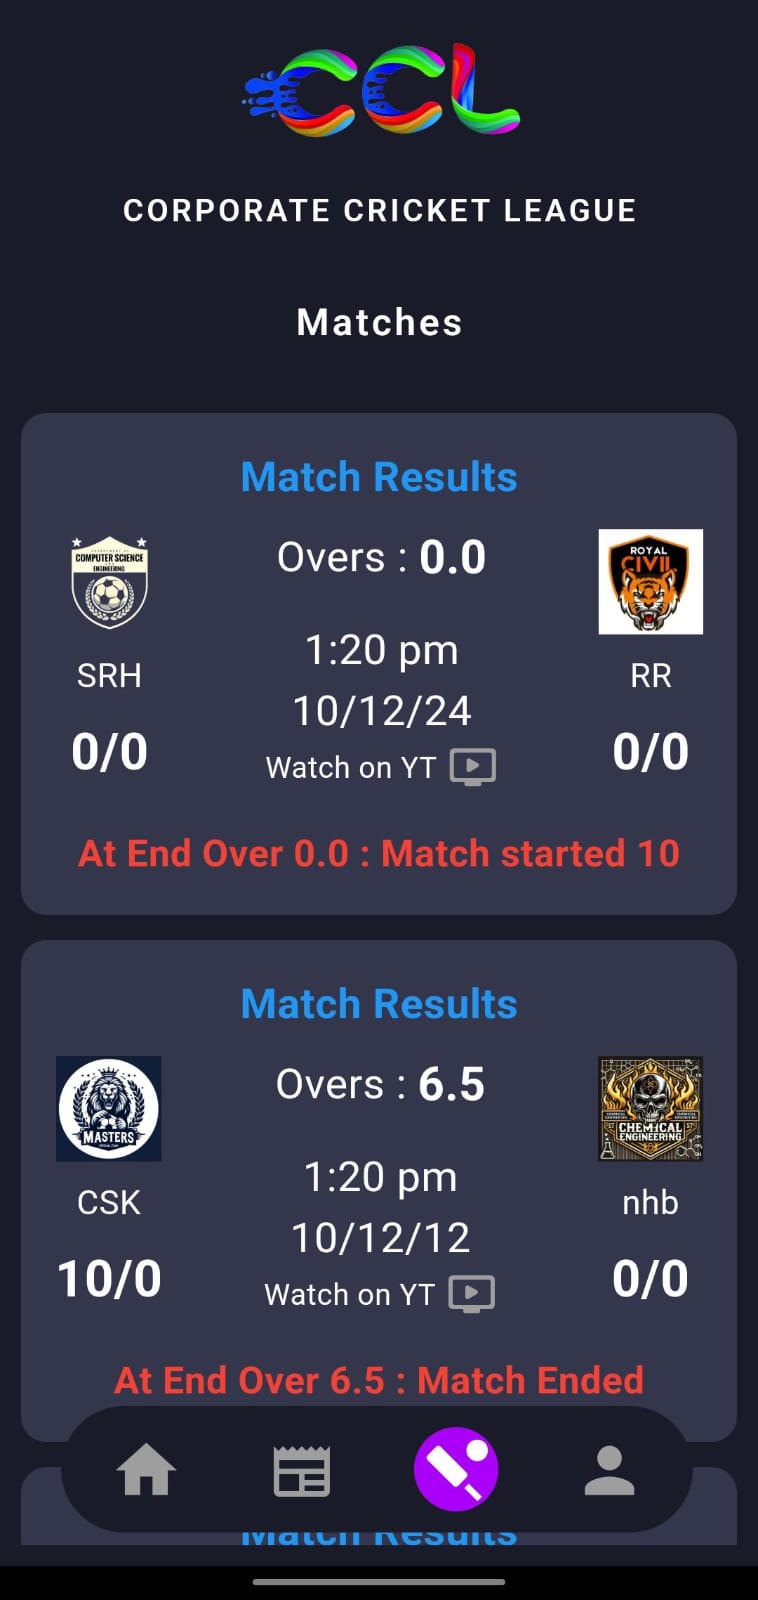 CCL
CORPORATE CRICKET LEAGUE
Matches
Match Results
COMPUTER SCIENCE
ENGINEERING
Overs : 0.0
ROYAL
CIVIL
1:20 pm
SRH
RR
10/12/24
0/0
Watch on YT
0/0
At End Over 0.0 : Match started 10
Match Results
MASTERS
Overs : 6.5
CHEMICAL
ENGINEERING
1:20 pm
CSK
nhb
10/12/12
10/0
Watch on YT
0/0
At End Over 6.5 : Match Ended
Match Results